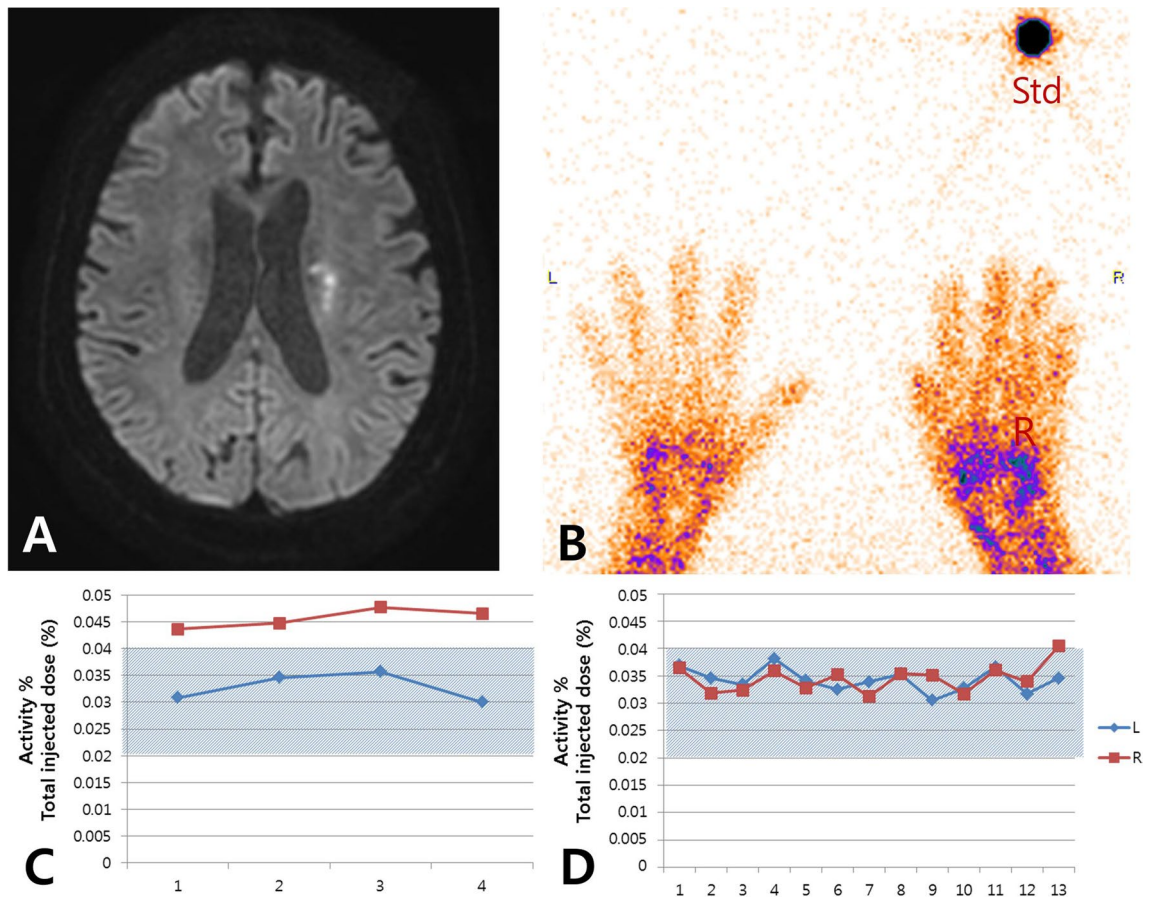 A
Std
L
R
R
B
Activity %
Total injected dose (%)
0.05
0.045
0.04
0.035
0.03
0.025
0.02
0.015
0.01
0.005
0
1 2 3 4
C
Activity %
Total injected dose (%)
0.05
0.045
0.04
0.035
0.03
0.025
0.02
0.015
0.01
0.005
0
1 2 3 4 5 6 7 8 9 10 11 12 13
L
R
D